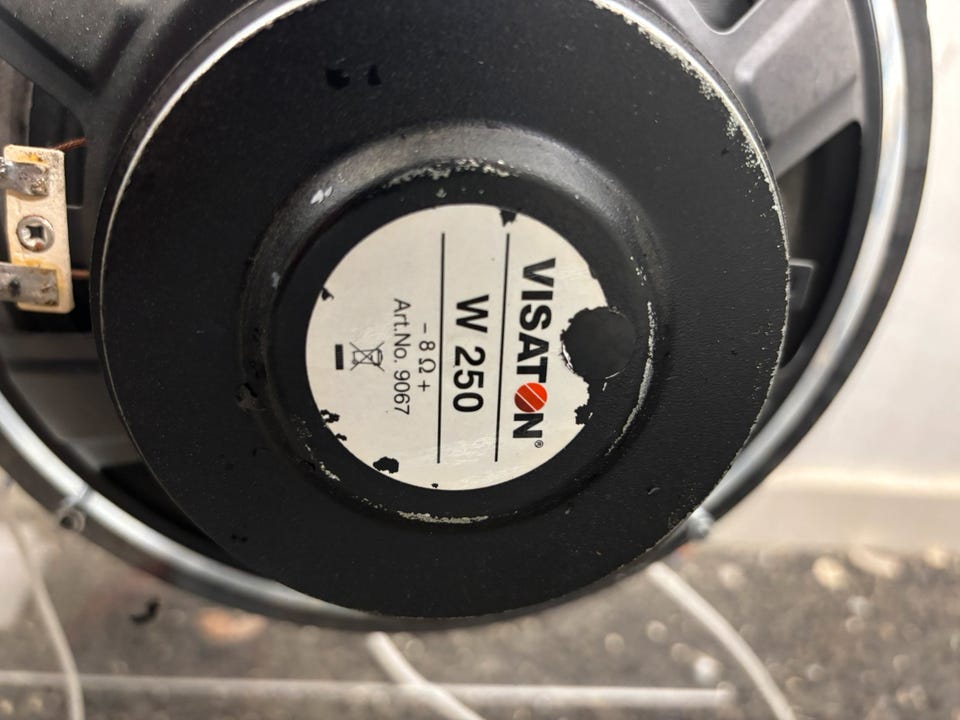 VISATON®
W 250
- 8 Ω +
Art.No. 9067